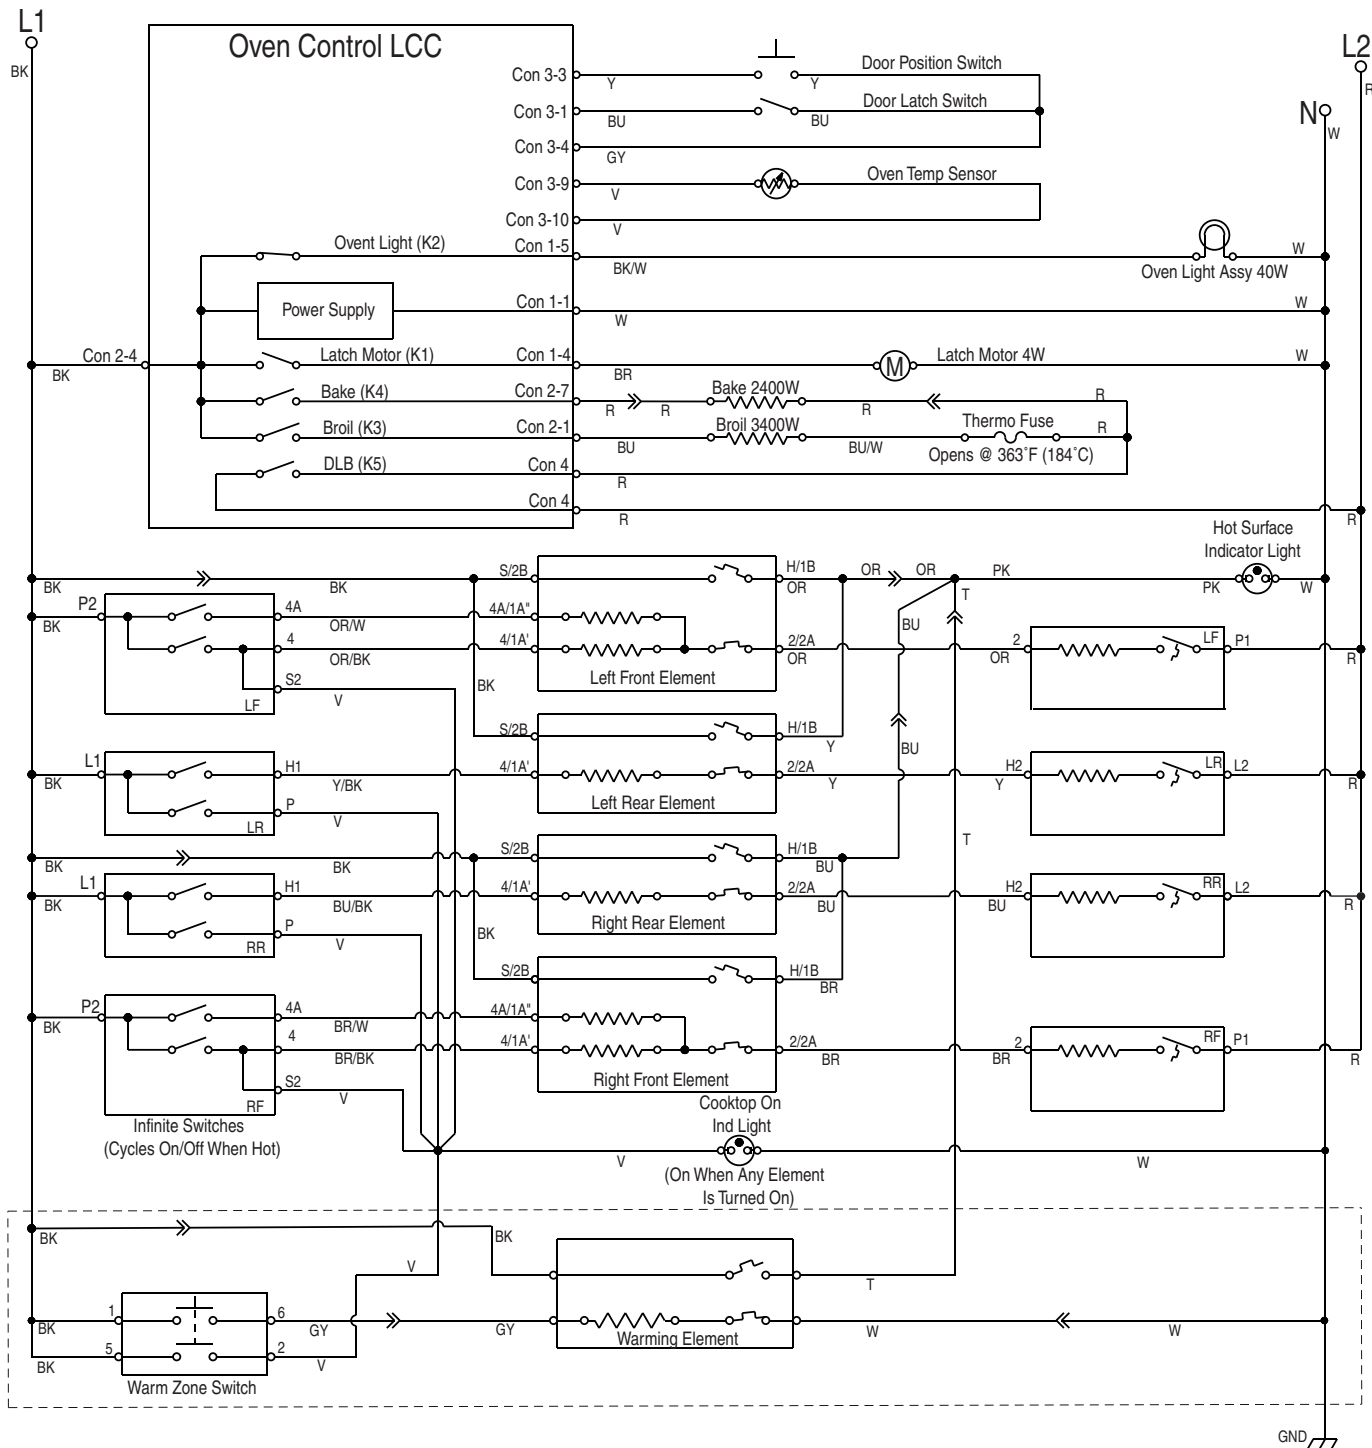 L1
Oven Control LCC
L2
BK
Con 3-3
Y
Y
Door Position Switch
R
Con 3-1
BU
BU
Door Latch Switch
N
W
Con 3-4
GY
Con 3-9
V
Oven Temp Sensor
Con 3-10
V
Ovent Light (K2)
Con 1-5
BK/W
W
Oven Light Assy 40W
Power Supply
Con 1-1
W
W
Con 2-4
BK
Latch Motor (K1)
Con 1-4
BR
M
Latch Motor 4W
W
Bake (K4)
Con 2-7
R
R
Bake 2400W
R
R
Broil (K3)
Con 2-1
BU
Broil 3400W
BU/W
Thermo Fuse
R
Opens @ 363˚F (184˚C)
DLB (K5)
Con 4
R
Con 4
R
R
Hot Surface
Indicator Light
BK
BK
S/2B
H/1B
OR
OR
OR
PK
PK
W
T
P2
BK
4A
OR/W
4A/1A"
BU
4
OR/BK
4/1A'
2/2A
OR
2
OR
LF
P1
R
Left Front Element
S2
V
LF
BK
S/2B
H/1B
Y
BU
L1
BK
H1
Y/BK
4/1A'
2/2A
Y
H2
Y
LR
L2
R
Left Rear Element
P
V
LR
T
BK
BK
S/2B
H/1B
BU
L1
BK
H1
BU/BK
4/1A'
2/2A
BU
H2
BU
RR
L2
R
Right Rear Element
P
V
RR
BK
S/2B
H/1B
BR
P2
BK
4A
BR/W
4A/1A"
4
BR/BK
4/1A'
2/2A
BR
2
BR
RF
P1
R
Right Front Element
S2
V
RF
Infinite Switches
(Cycles On/Off When Hot)
Cooktop On
Ind Light
V
W
(On When Any Element
Is Turned On)
BK
BK
V
T
1
BK
6
GY
GY
Warming Element
W
W
5
BK
2
V
Warm Zone Switch
GND